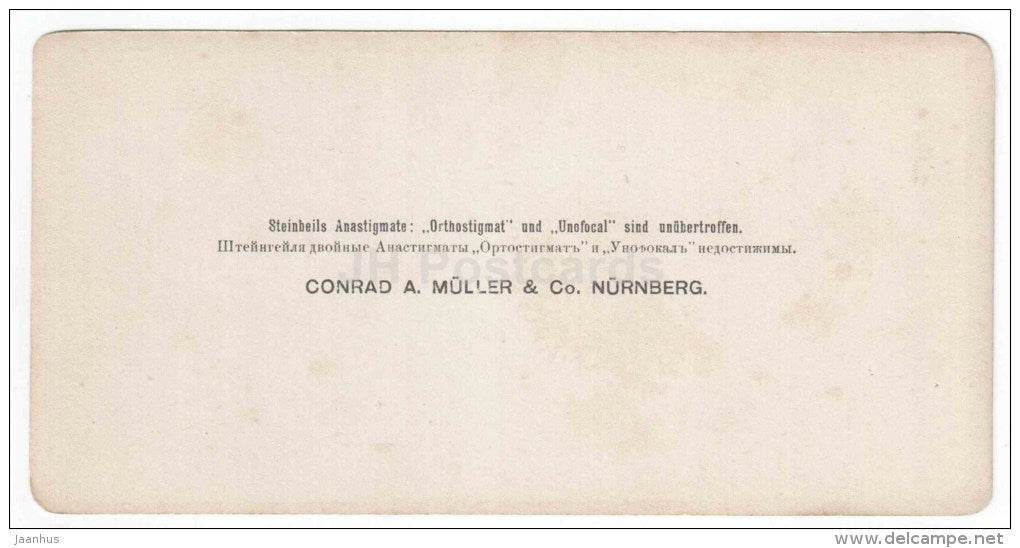 Steinheils Anastigmate: „Orthostigmat" und „Unofocal" sind unübertroffen.
Штейнгейля двойные Анастигматы „Ортостигматъ" и „Унофокалъ" недостижимы.
JH Postcards
CONRAD A. MÜLLER & Co. NÜRNBERG.
Jaanhus
www.delcampe.net